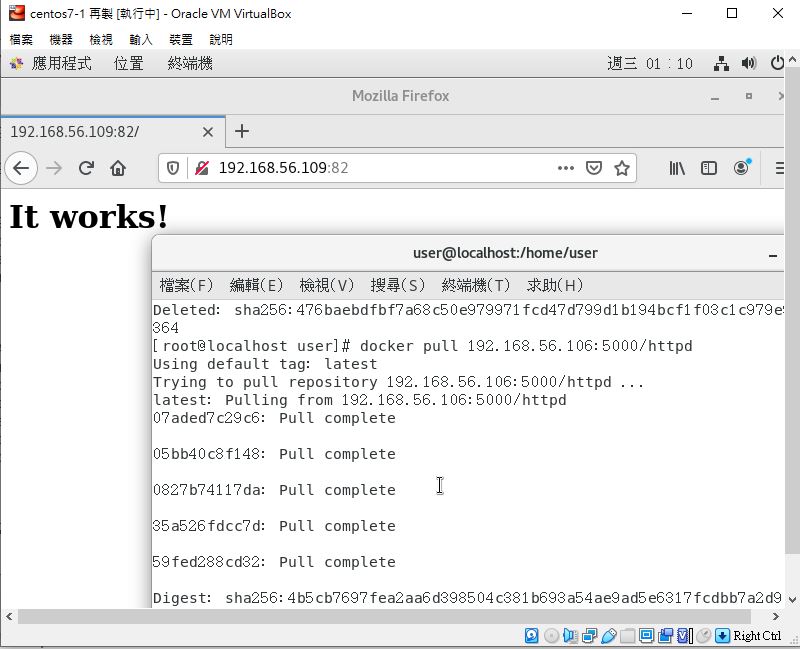 centos7-1 再製 [執行中] - Oracle VM VirtualBox
檔案 機器 檢視 輸入 裝置 說明
應用程式 位置 終端機 週三 01：10
Mozilla Firefox
192.168.56.109:82/
192.168.56.109:82
It works!
user@localhost:/home/user
檔案(F) 編輯(E) 檢視(V) 搜尋(S) 終端機(T) 求助(H)
Deleted: sha256:476baebdfbf7a68c50e979971fcd47d799d1b194bcf1f03c1c979e
364
[root@localhost user]# docker pull 192.168.56.106:5000/httpd
Using default tag: latest
Trying to pull repository 192.168.56.106:5000/httpd ...
latest: Pulling from 192.168.56.106:5000/httpd
07aded7c29c6: Pull complete
05bb40c8f148: Pull complete
0827b74117da: Pull complete
35a526fdcc7d: Pull complete
59fed288cd32: Pull complete
Digest: sha256:4b5cb7697fea2aa6d398504c381b693a54ae9ad5e6317fcdbb7a2d9
Right Ctrl